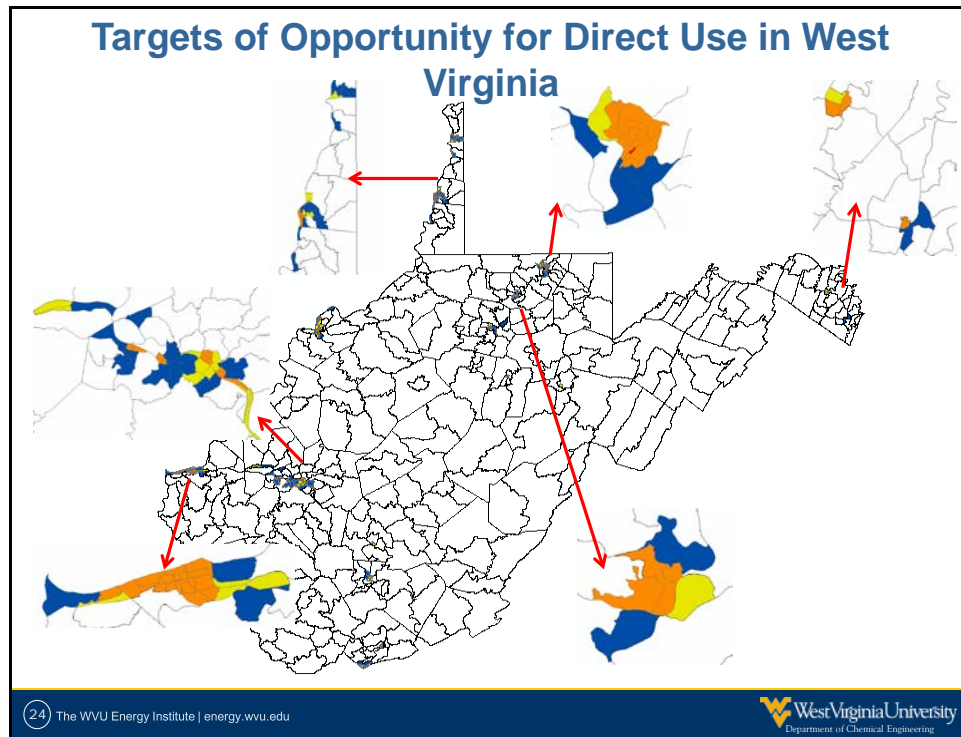 Targets of Opportunity for Direct Use in West
Virginia
24 The WVU Energy Institute | energy.wvu.edu
WestVirginiaUniversity
Department of Chemical Engineering